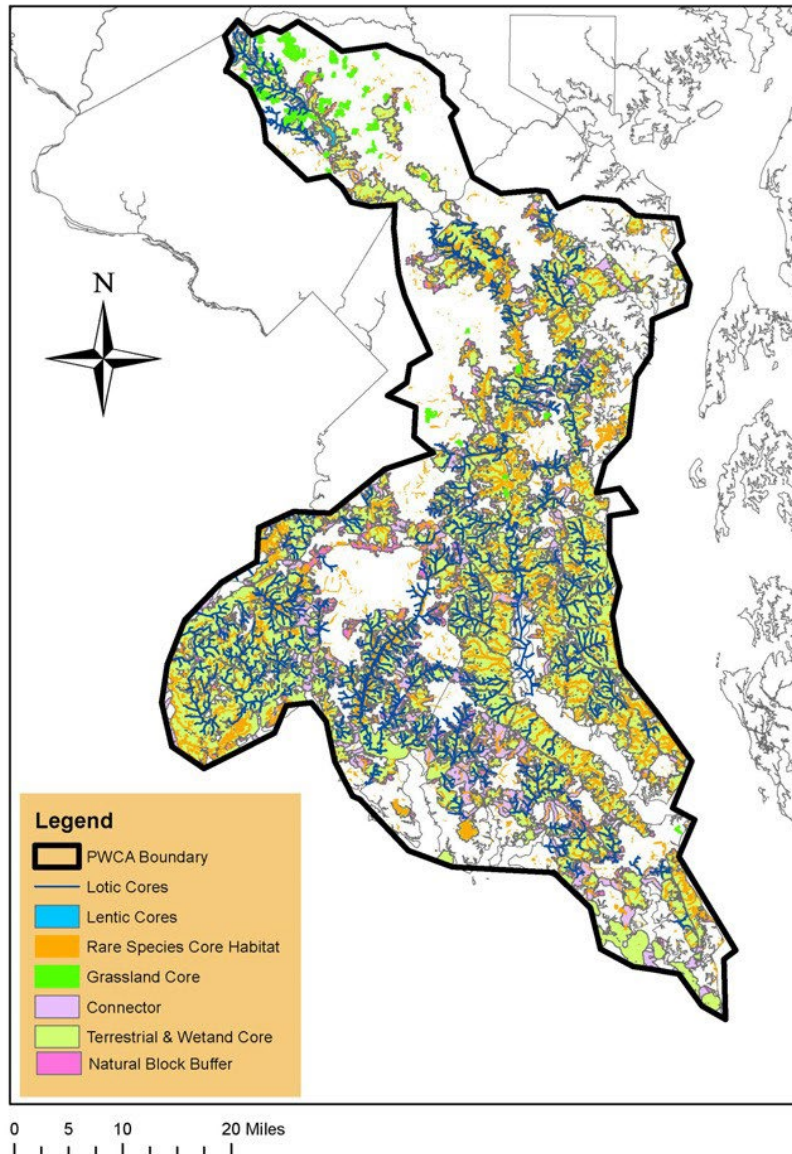 N
Legend
PWCA Boundary
Lotic Cores
Lentic Cores
Rare Species Core Habitat
Grassland Core
Connector
Terrestrial & Wetand Core
Natural Block Buffer
0 5 10 20 Miles